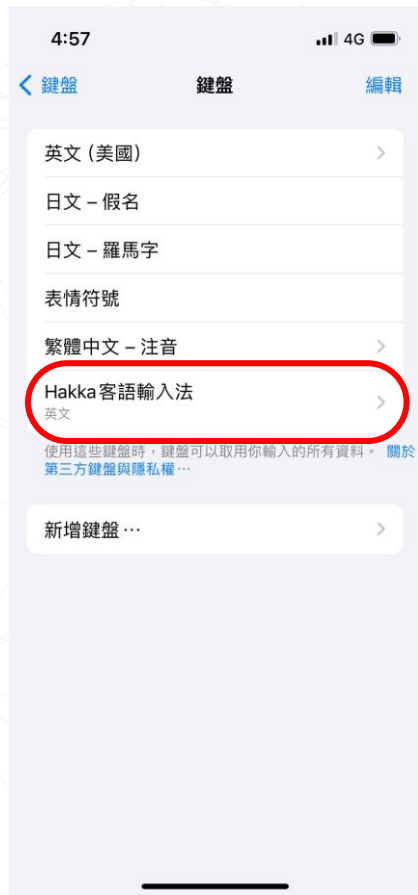 4:57 4G
鍵盤 鍵盤 編輯
英文 (美國)
日文 – 假名
日文 – 羅馬字
表情符號
繁體中文 – 注音
Hakka客語輸入法
英文
使用這些鍵盤時，鍵盤可以取用你輸入的所有資料。 關於
第三方鍵盤與隱私權⋯
新增鍵盤 ⋯